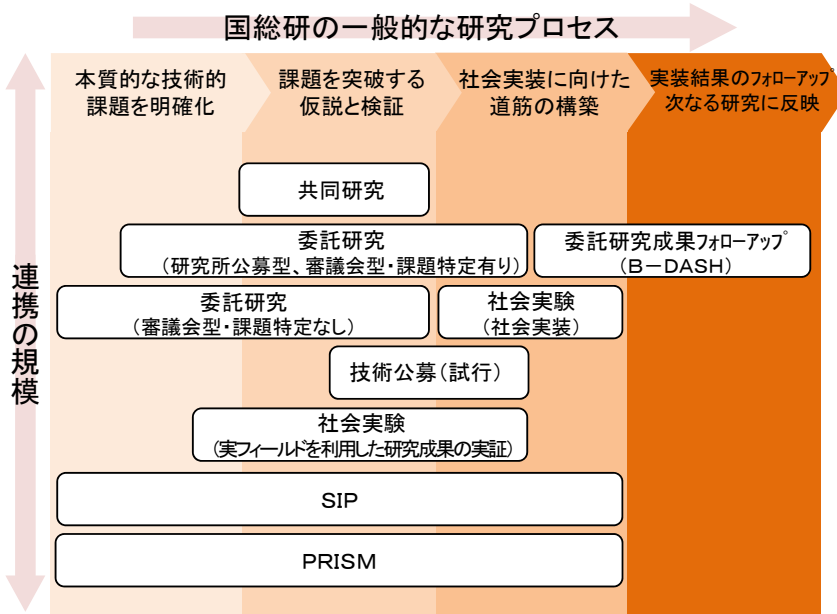 国総研の一般的な研究プロセス
本質的な技術的
課題を明確化
課題を突破する
仮説と検証
社会実装に向けた
道筋の構築
実装結果のフォローアップ
次なる研究に反映
連携の規模
共同研究
委託研究
(研究所公募型、審議会型・課題特定有り)
委託研究成果フォローアップ
(B-DASH)
委託研究
(審議会型・課題特定なし)
社会実験
(社会実装)
技術公募(試行)
社会実験
(実フィールドを利用した研究成果の実証)
SIP
PRISM